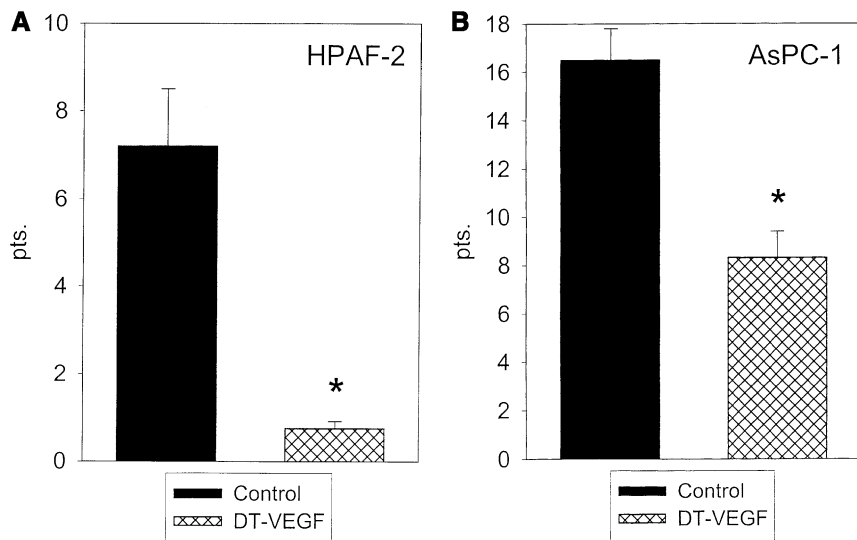 A
HPAF-2
pts.
10
8
6
4
2
0
*
Control
DT-VEGF
B
AsPC-1
pts.
18
16
14
12
10
8
6
4
2
0
*
Control
DT-VEGF